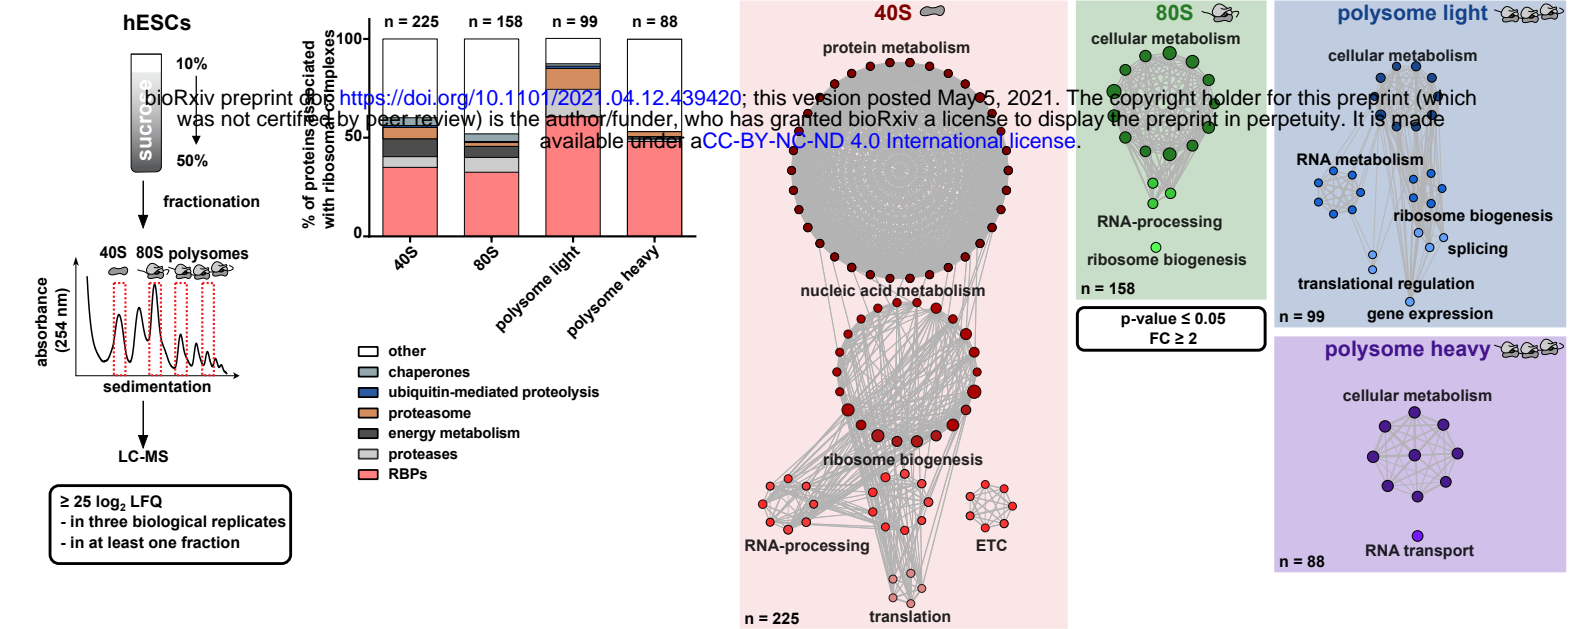 hESCs
10%
sucrose
50%
fractionation
40S 80S polysomes
absorbance
(254 nm)
sedimentation
LC-MS
≥ 25 log2 LFQ
- in three biological replicates
- in at least one fraction
n = 225 n = 158 n = 99 n = 88
% of proteins associated
with ribosomal complexes
100
50
0
40S
80S
polysome light
polysome heavy
other
chaperones
ubiquitin-mediated proteolysis
proteasome
energy metabolism
proteases
RBPs
bioRxiv preprint doi: https://doi.org/10.1101/2021.04.12.439420; this version posted May 5, 2021. The copyright holder for this preprint (which
was not certified by peer review) is the author/funder, who has granted bioRxiv a license to display the preprint in perpetuity. It is made
available under aCC-BY-NC-ND 4.0 International license.
40S
protein metabolism
nucleic acid metabolism
ribosome biogenesis
RNA-processing
ETC
translation
n = 225
80S
cellular metabolism
RNA-processing
ribosome biogenesis
n = 158
p-value ≤ 0.05
FC ≥ 2
polysome light
cellular metabolism
RNA metabolism
ribosome biogenesis
splicing
translational regulation
gene expression
n = 99
polysome heavy
cellular metabolism
RNA transport
n = 88